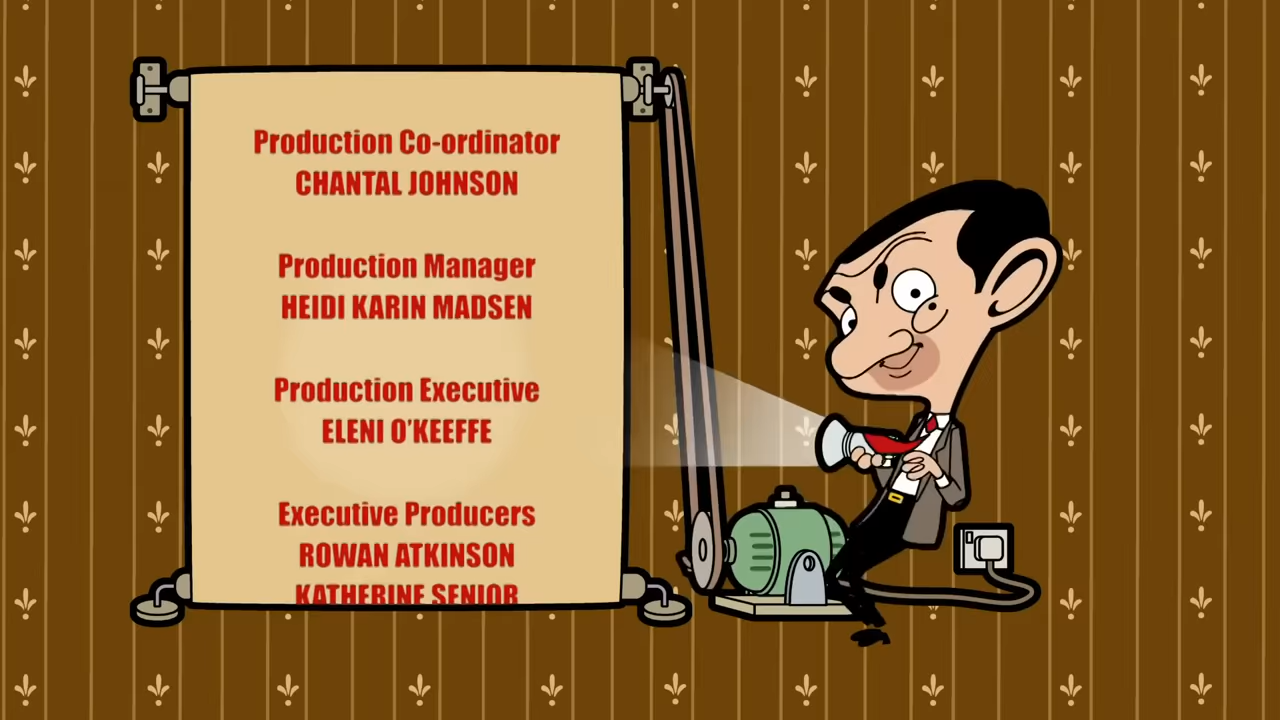 Production Co-ordinator
CHANTAL JOHNSON
Production Manager
HEIDI KARIN MADSEN
Production Executive
ELENI O'KEEFFE
Executive Producers
ROWAN ATKINSON
KATHERINE SENIOR